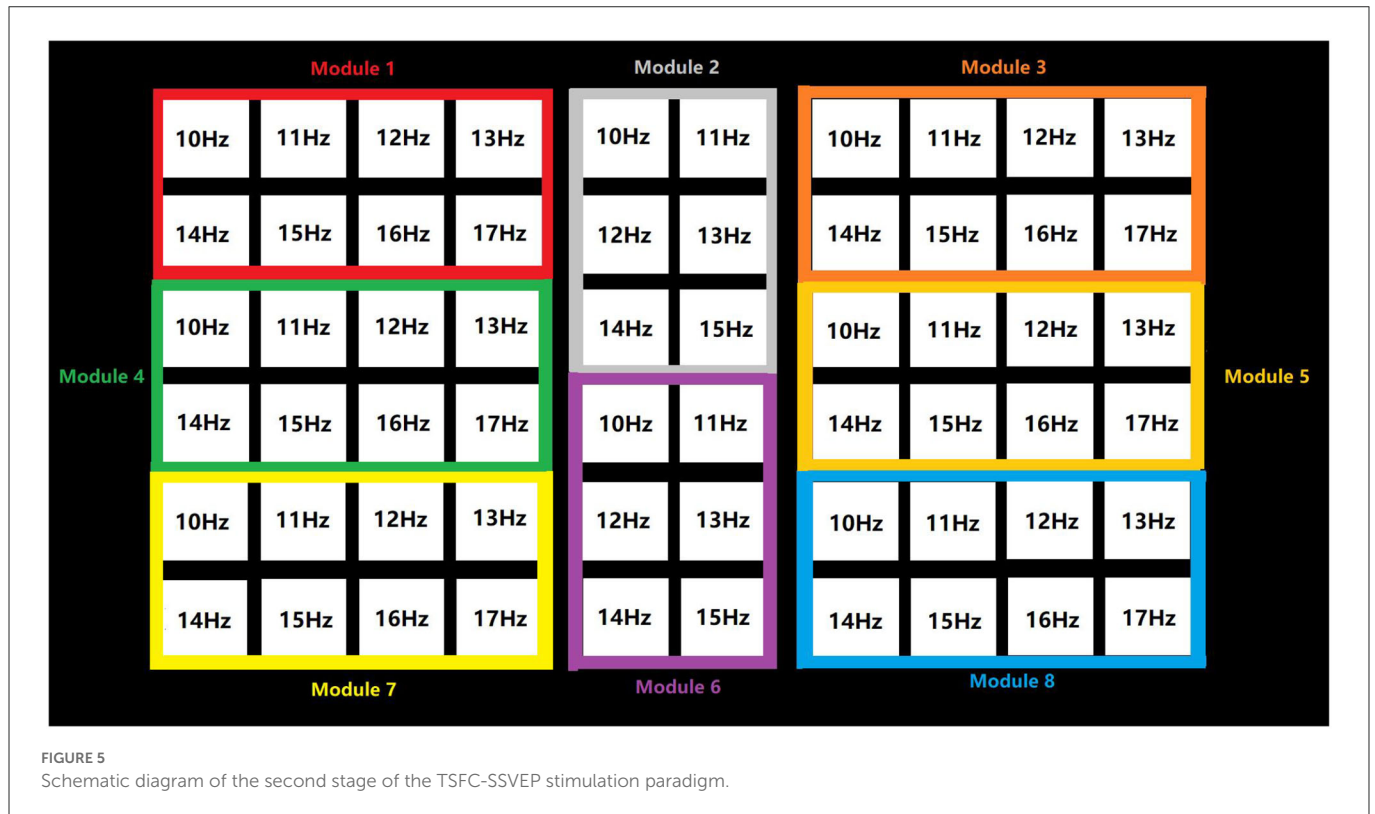 Module 1 Module 2 Module 3
10Hz 11Hz 12Hz 13Hz 10Hz 11Hz 10Hz 11Hz 12Hz 13Hz
14Hz 15Hz 16Hz 17Hz 12Hz 13Hz 14Hz 15Hz 16Hz 17Hz
10Hz 11Hz 12Hz 13Hz 14Hz 15Hz 10Hz 11Hz 12Hz 13Hz
Module 4 Module 5
14Hz 15Hz 16Hz 17Hz 10Hz 11Hz 14Hz 15Hz 16Hz 17Hz
10Hz 11Hz 12Hz 13Hz 12Hz 13Hz 10Hz 11Hz 12Hz 13Hz
14Hz 15Hz 16Hz 17Hz 14Hz 15Hz 14Hz 15Hz 16Hz 17Hz
Module 7 Module 6 Module 8
FIGURE 5
Schematic diagram of the second stage of the TSFC-SSVEP stimulation paradigm.